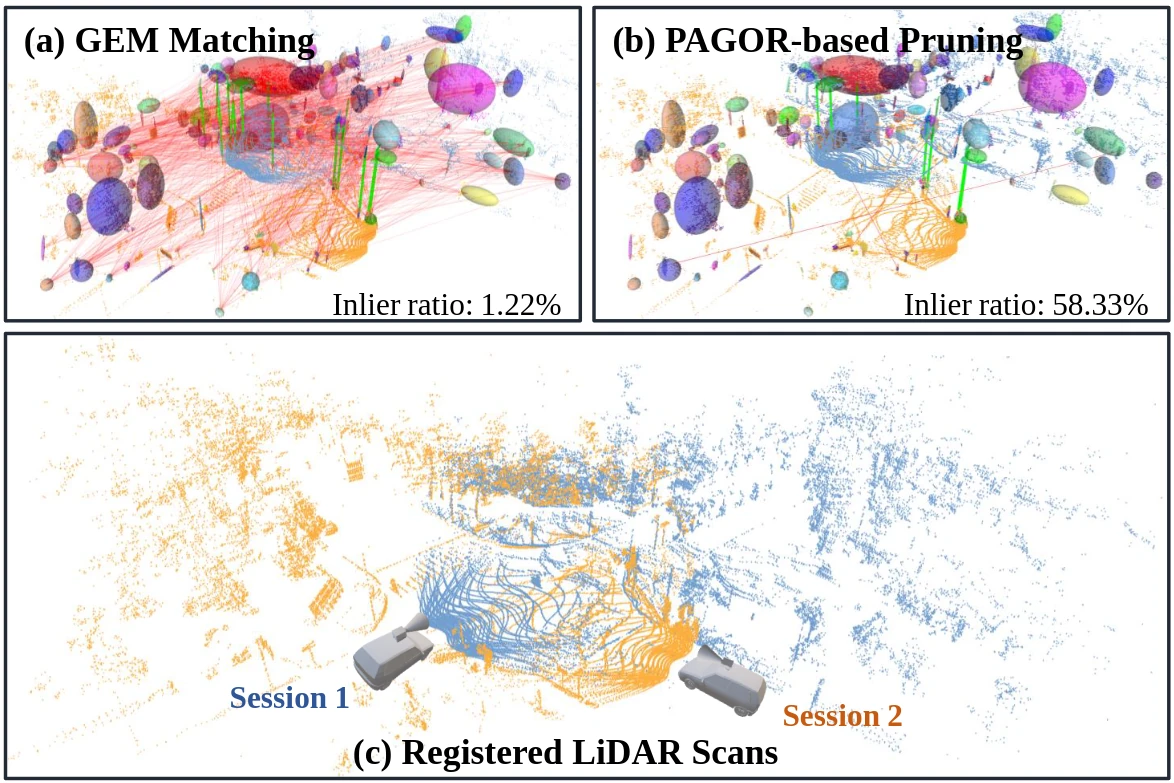 (a) GEM Matching
Inlier ratio: 1.22%
(b) PAGOR-based Pruning
Inlier ratio: 58.33%
Session 1
Session 2
(c) Registered LiDAR Scans